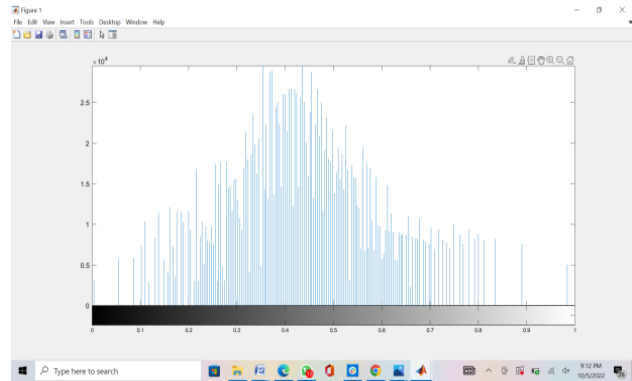 Figure 1
File Edit View Insert Tools Desktop Window Help
×10⁴
2.5
2
1.5
1
0.5
0
0 0.1 0.2 0.3 0.4 0.5 0.6 0.7 0.8 0.9 1
Type here to search
9:12 PM
10/5/2022
26